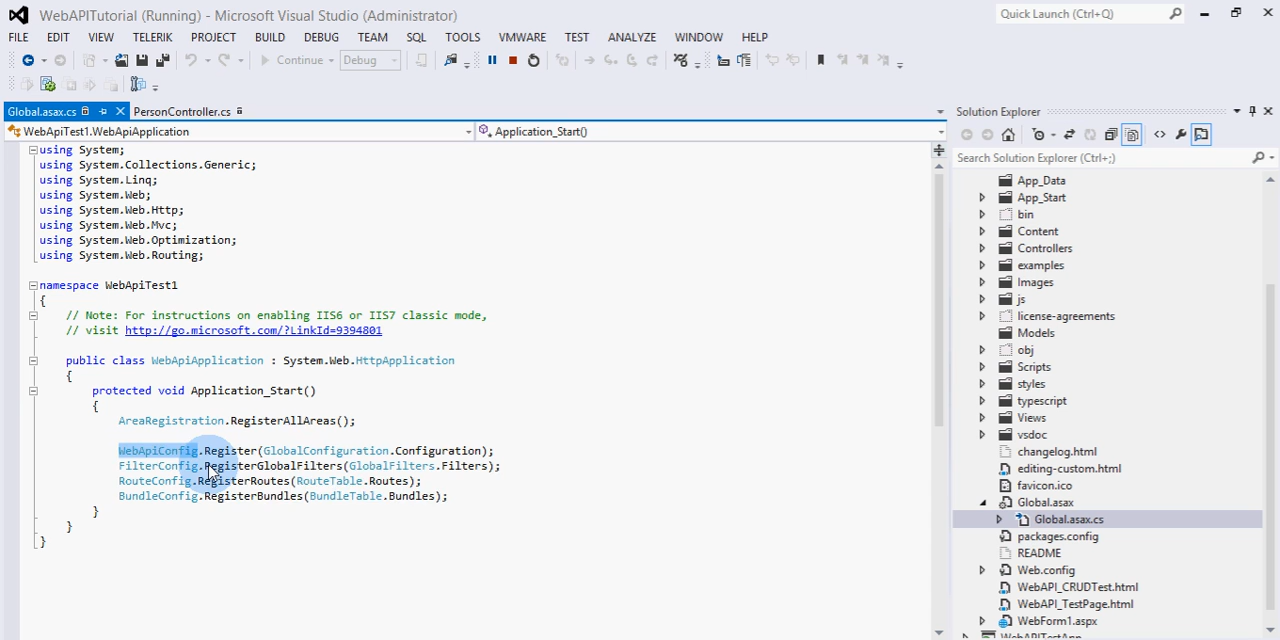 WebAPITutorial (Running) - Microsoft Visual Studio (Administrator)
Quick Launch (Ctrl+Q)
FILE EDIT VIEW TELERIK PROJECT BUILD DEBUG TEAM SQL TOOLS VMWARE TEST ANALYZE WINDOW HELP
Continue Debug
Global.asax.cs PersonController.cs
WebApiTest1.WebApiApplication Application_Start()
using System;
using System.Collections.Generic;
using System.Linq;
using System.Web;
using System.Web.Http;
using System.Web.Mvc;
using System.Web.Optimization;
using System.Web.Routing;
namespace WebApiTest1
{
// Note: For instructions on enabling IIS6 or IIS7 classic mode,
// visit http://go.microsoft.com/?LinkId=9394801
public class WebApiApplication : System.Web.HttpApplication
{
protected void Application_Start()
{
AreaRegistration.RegisterAllAreas();
WebApiConfig.Register(GlobalConfiguration.Configuration);
FilterConfig.RegisterGlobalFilters(GlobalFilters.Filters);
RouteConfig.RegisterRoutes(RouteTable.Routes);
BundleConfig.RegisterBundles(BundleTable.Bundles);
}
}
}
Solution Explorer
Search Solution Explorer (Ctrl+;)
App_Data
App_Start
bin
Content
Controllers
examples
Images
js
license-agreements
Models
obj
Scripts
styles
typescript
Views
vsdoc
changelog.html
editing-custom.html
favicon.ico
Global.asax
Global.asax.cs
packages.config
README
Web.config
WebAPI_CRUDTest.html
WebAPI_TestPage.html
WebForm1.aspx
WebAPITestApp